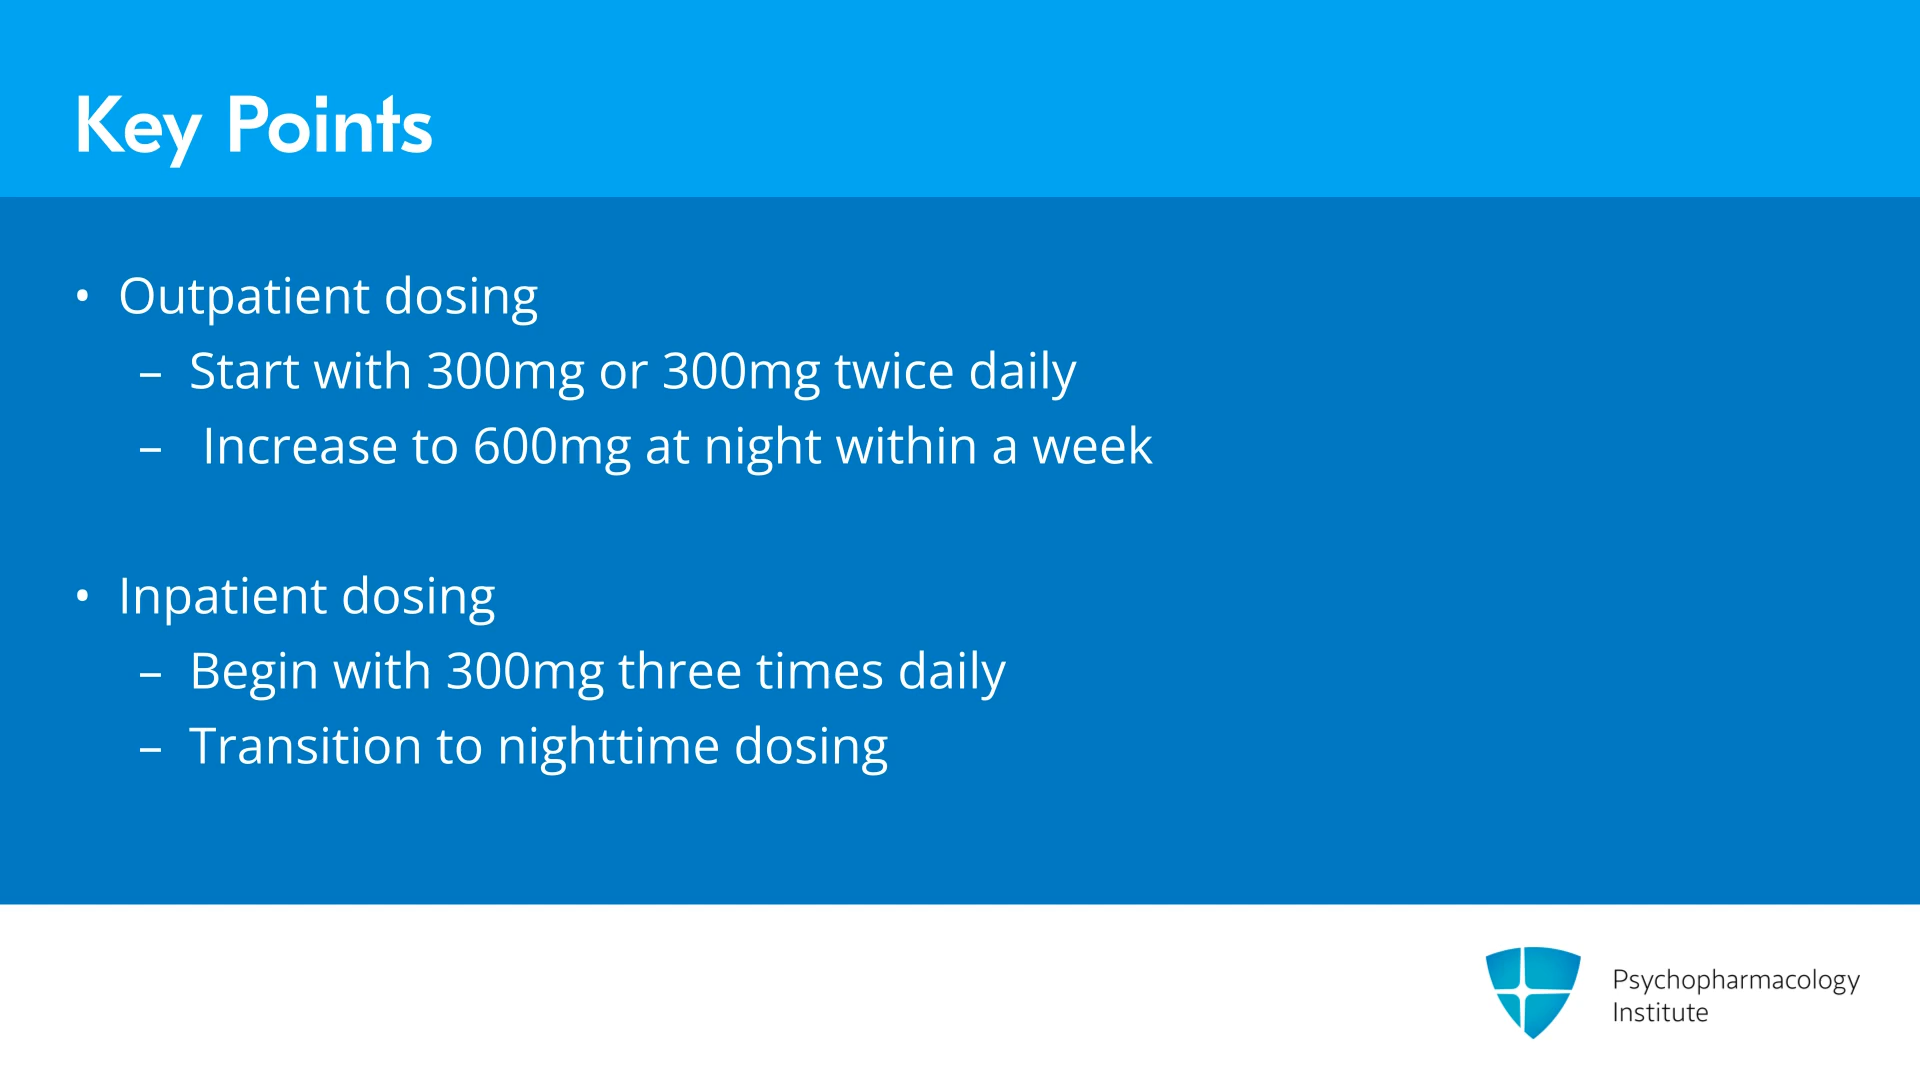 Key Points
• Outpatient dosing
– Start with 300mg or 300mg twice daily
– Increase to 600mg at night within a week
• Inpatient dosing
– Begin with 300mg three times daily
– Transition to nighttime dosing
Psychopharmacology
Institute